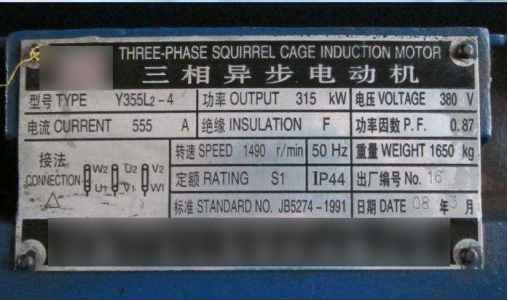 THREE-PHASE SQUIRREL CAGE INDUCTION MOTOR
三相异步电动机
型号 TYPE Y355L2-4 功率 OUTPUT 315 kW 电压 VOLTAGE 380 V
电流 CURRENT 555 A 绝缘 INSULATION F 功率因数 P.F. 0.87
接法 CONNECTION △
W2 U2 V2
U1 V1 W1
转速 SPEED 1490 r/min 50 Hz 重量 WEIGHT 1650 kg
定额 RATING S1 IP44 出厂编号 No. 16
标准 STANDARD NO. JB5274-1991 日期 DATE 08 年 3 月